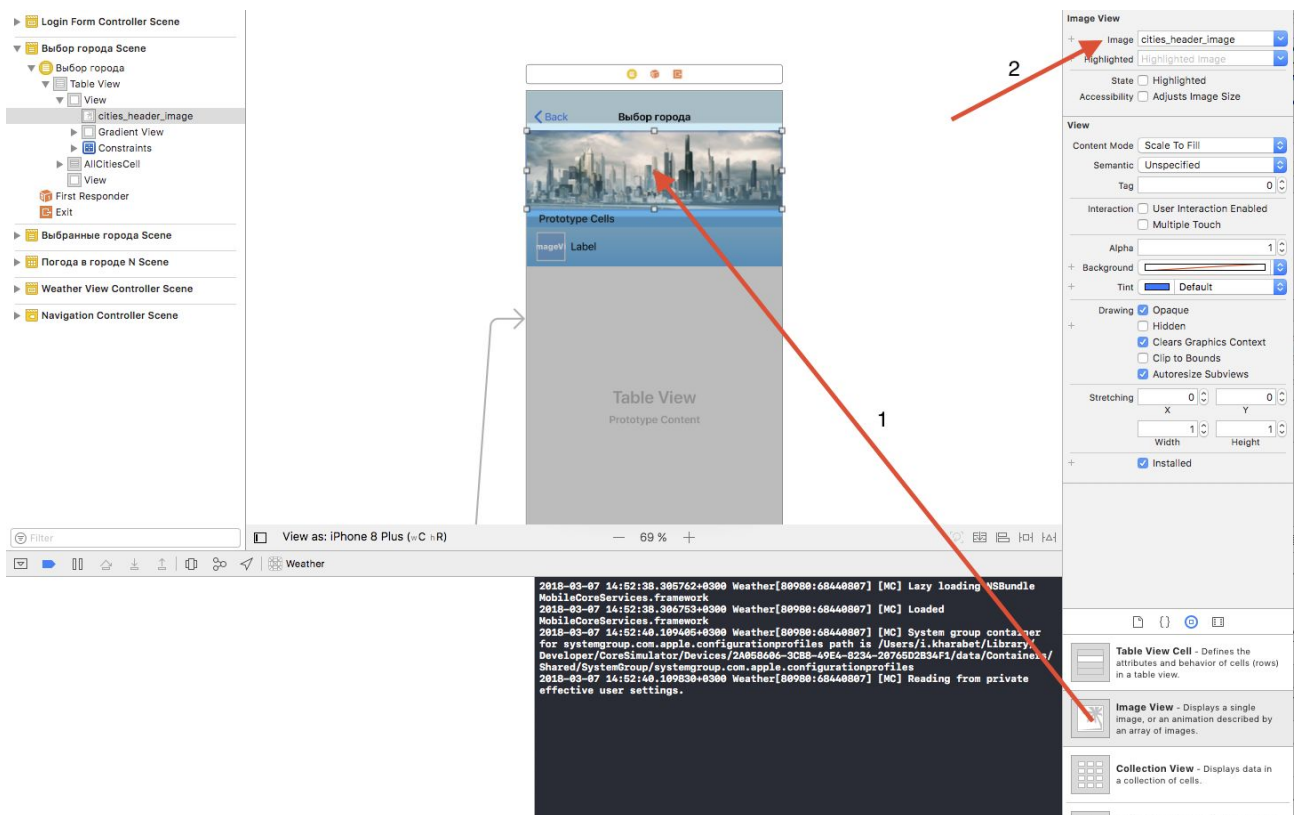 Login Form Controller Scene
Выбор города Scene
Выбор города
Table View
View
cities_header_image
Gradient View
Constraints
AllCitiesCell
View
First Responder
Exit
Выбранные города Scene
Погода в городе N Scene
Weather View Controller Scene
Navigation Controller Scene
Filter
Back
Выбор города
Prototype Cells
mageVi
Label
Table View
Prototype Content
1
2
View as: iPhone 8 Plus (wC hR)
69 %
Weather
2018-03-07 14:52:38.305762+0300 Weather[80980:68440807] [MC] Lazy loading NSBundle
MobileCoreServices.framework
2018-03-07 14:52:38.306753+0300 Weather[80980:68440807] [MC] Loaded
MobileCoreServices.framework
2018-03-07 14:52:40.109405+0300 Weather[80980:68440807] [MC] System group container
for systemgroup.com.apple.configurationprofiles path is /Users/i.kharabet/Library/
Developer/CoreSimulator/Devices/2A058606-3CB8-49E4-8234-20765D2B34F1/data/Containers/
Shared/SystemGroup/systemgroup.com.apple.configurationprofiles
2018-03-07 14:52:40.109830+0300 Weather[80980:68440807] [MC] Reading from private
effective user settings.
Image View
Image cities_header_image
Highlighted Highlighted Image
State Highlighted
Accessibility Adjusts Image Size
View
Content Mode Scale To Fill
Semantic Unspecified
Tag 0
Interaction User Interaction Enabled
Multiple Touch
Alpha 1
Background
Tint Default
Drawing Opaque
Hidden
Clears Graphics Context
Clip to Bounds
Autoresize Subviews
Stretching 0 0
X Y
1 1
Width Height
Installed
Table View Cell - Defines the
attributes and behavior of cells (rows)
in a table view.
Image View - Displays a single
image, or an animation described by
an array of images.
Collection View - Displays data in
a collection of cells.